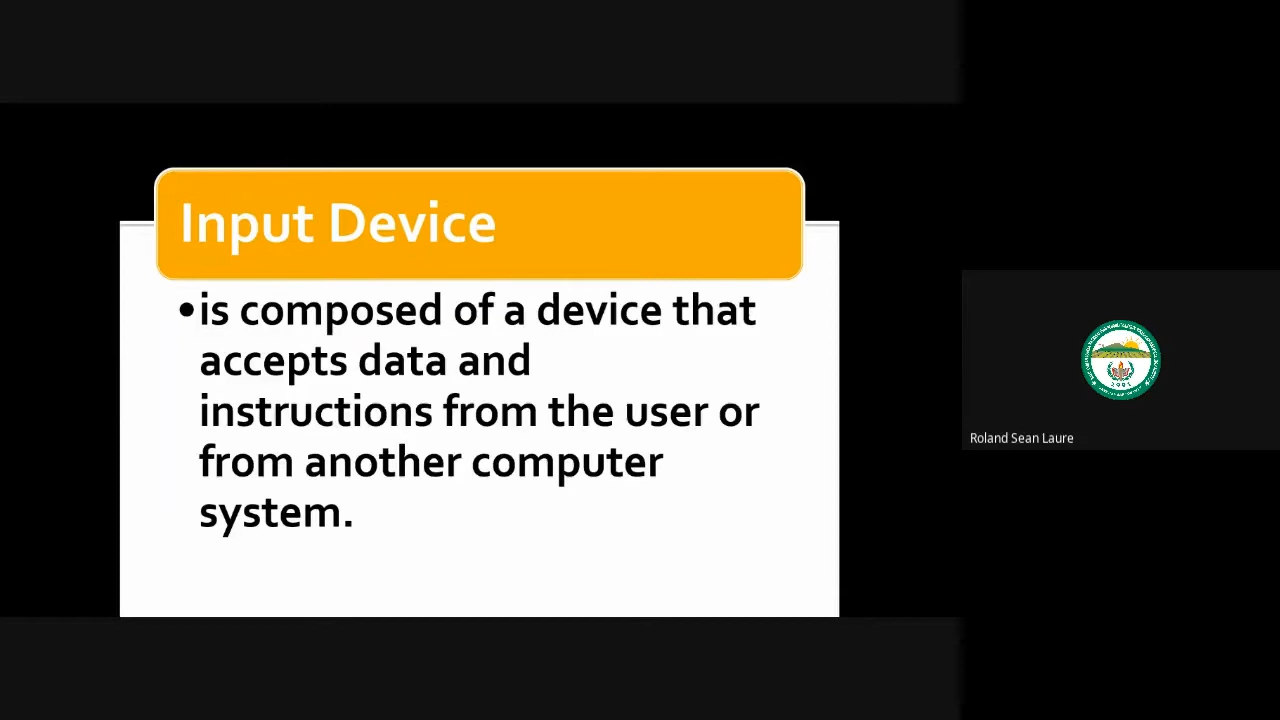 Input Device
•is composed of a device that
accepts data and
instructions from the user or
from another computer
system.
Roland Sean Laure